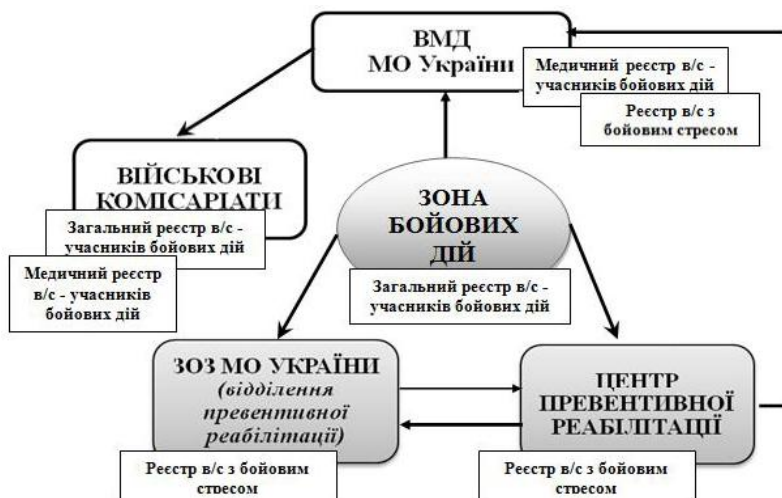 ВМД
МО України
Медичний реєстр в/с -
учасників бойових дій
Реєстр в/с з
бойовим стресом
ВІЙСЬКОВІ
КОМІСАРІАТИ
Загальний реєстр в/с -
учасників бойових дій
Медичний реєстр
в/с - учасників
бойових дій
ЗОНА
БОЙОВИХ
ДІЙ
Загальний реєстр в/с -
учасників бойових дій
ЗОЗ МО УКРАЇНИ
(відділення
превентивної
реабілітації)
Реєстр в/с з бойовим
стресом
ЦЕНТР
ПРЕВЕНТИВНОЇ
РЕАБІЛІТАЦІЇ
Реєстр в/с з бойовим
стресом